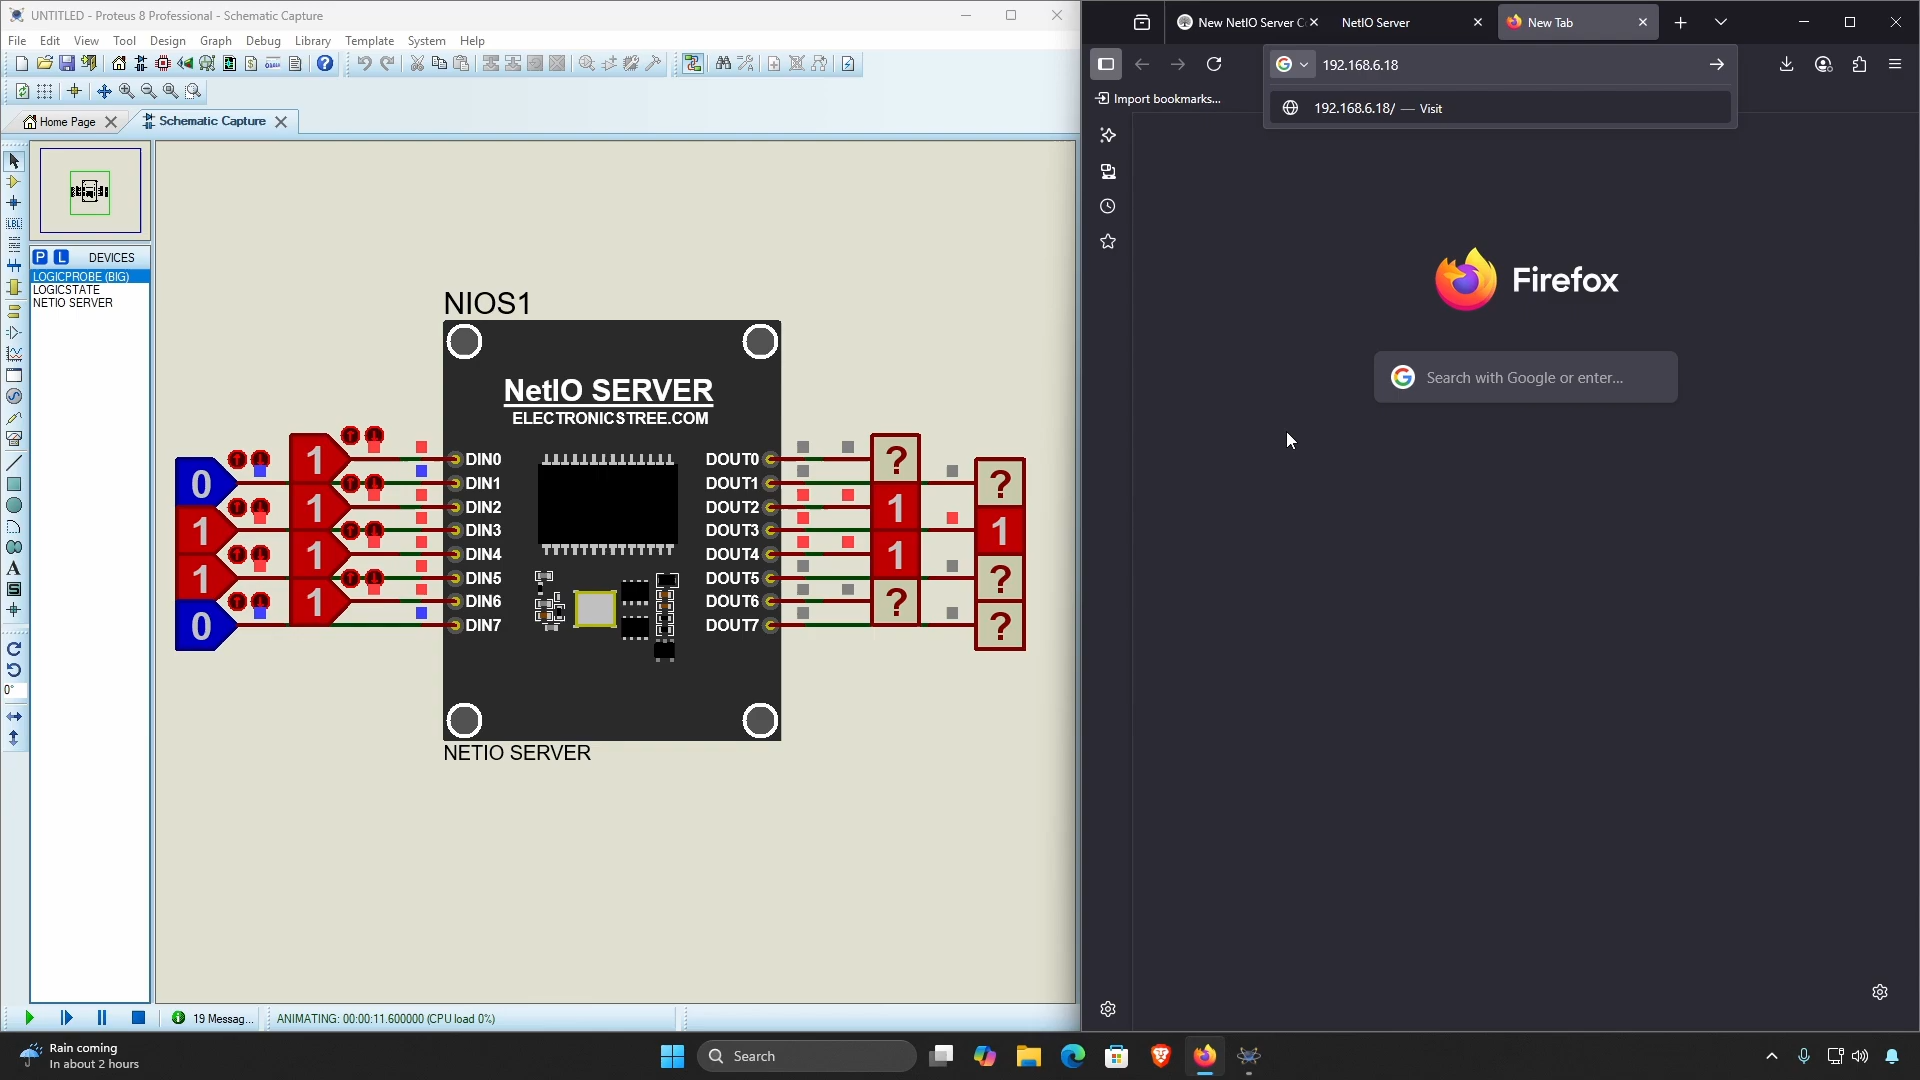 UNTITLED - Proteus 8 Professional - Schematic Capture
File Edit View Tool Design Graph Debug Library Template System Help
Home Page
Schematic Capture
P L DEVICES
LOGICPROBE (BIG)
LOGICSTATE
NETIO SERVER
LBL
A
0°
NIOS1
NetIO SERVER
ELECTRONICSTREE.COM
DIN0
DIN1
DIN2
DIN3
DIN4
DIN5
DIN6
DIN7
DOUT0
DOUT1
DOUT2
DOUT3
DOUT4
DOUT5
DOUT6
DOUT7
0
1
1
0
1
1
1
1
?
1
1
?
?
1
?
?
NETIO SERVER
19 Messag...
ANIMATING: 00:00:11.600000 (CPU load 0%)
New NetIO Server C
NetIO Server
New Tab
192.168.6.18
192.168.6.18/ — Visit
Import bookmarks...
Firefox
Search with Google or enter...
Rain coming
In about 2 hours
Search